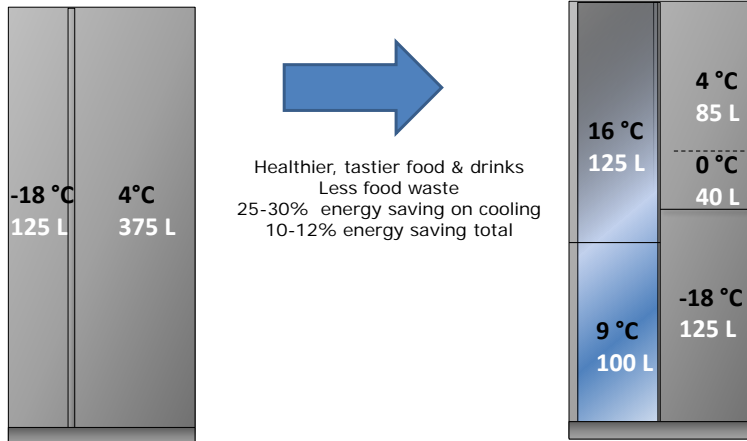 -18 °C
125 L
4°C
375 L
Healthier, tastier food & drinks
Less food waste
25-30% energy saving on cooling
10-12% energy saving total
16 °C
125 L
9 °C
100 L
4 °C
85 L
0 °C
40 L
-18 °C
125 L